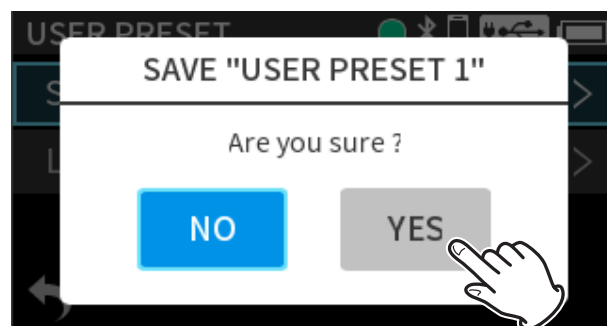 USER PRESET
SAVE "USER PRESET 1"
S
Are you sure ?
L
NO
YES